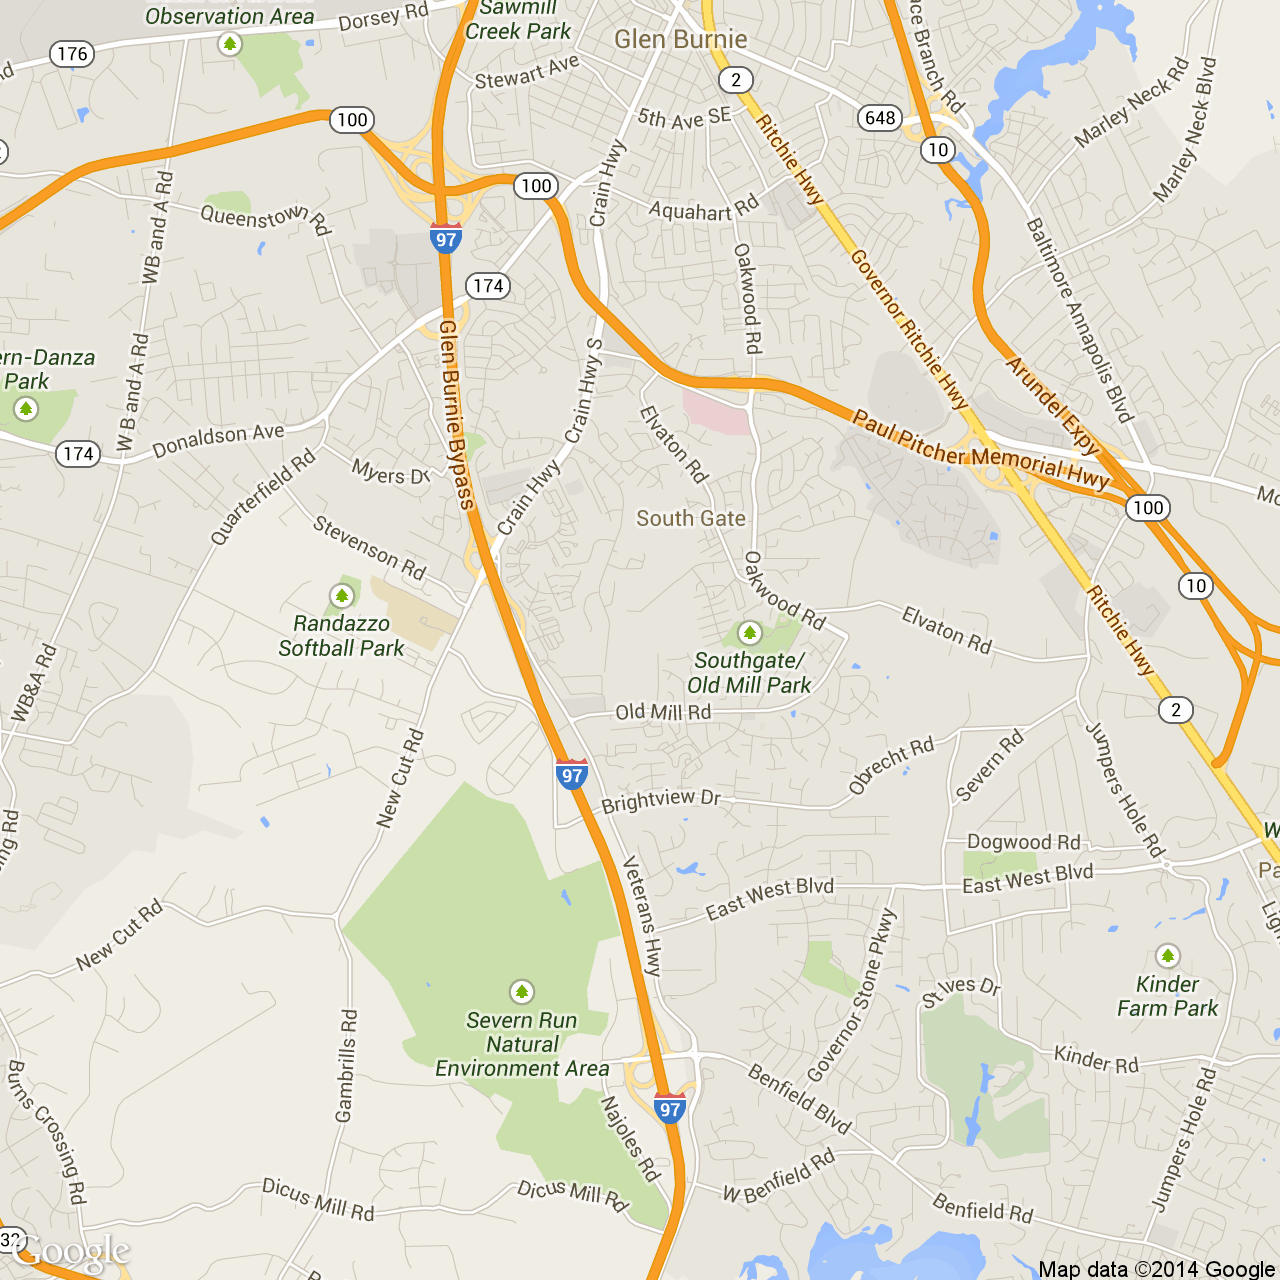 Observation Area
Dorsey Rd
Sawmill
Creek Park
Glen Burnie
176
Stewart Ave
2
Branch Rd
648
5th Ave SE
100
10
Ritchie Hwy
Marley Neck Rd
Marley Neck Blvd
100
Crain Hwy
Aquahart Rd
Queenstown Rd
WB and A Rd
97
174
Oakwood Rd
Governor Ritchie Hwy
Baltimore Annapolis Blvd
Glen Burnie Bypass
Crain Hwy S
W B and A Rd
ern-Danza
Park
Arundel Expy
Donaldson Ave
174
Elvaton Rd
Paul Pitcher Memorial Hwy
Myers Dr
Quarterfield Rd
Crain Hwy
South Gate
100
Stevenson Rd
Oakwood Rd
10
Ritchie Hwy
Randazzo
Softball Park
Elvaton Rd
Southgate/
Old Mill Park
WB&A Rd
Old Mill Rd
2
New Cut Rd
97
Obrecht Rd
Severn Rd
Jumpers Hole Rd
Brightview Dr
Dogwood Rd
Veterans Hwy
East West Blvd
East West Blvd
New Cut Rd
Governor Stone Pkwy
Kinder
Farm Park
St Ives Dr
Severn Run
Natural
Environment Area
Gambrills Rd
Kinder Rd
Burns Crossing Rd
97
Benfield Blvd
Najoles Rd
Jumpers Hole Rd
Dicus Mill Rd
Dicus Mill Rd
W Benfield Rd
Benfield Rd
32
Google
Map data ©2014 Google